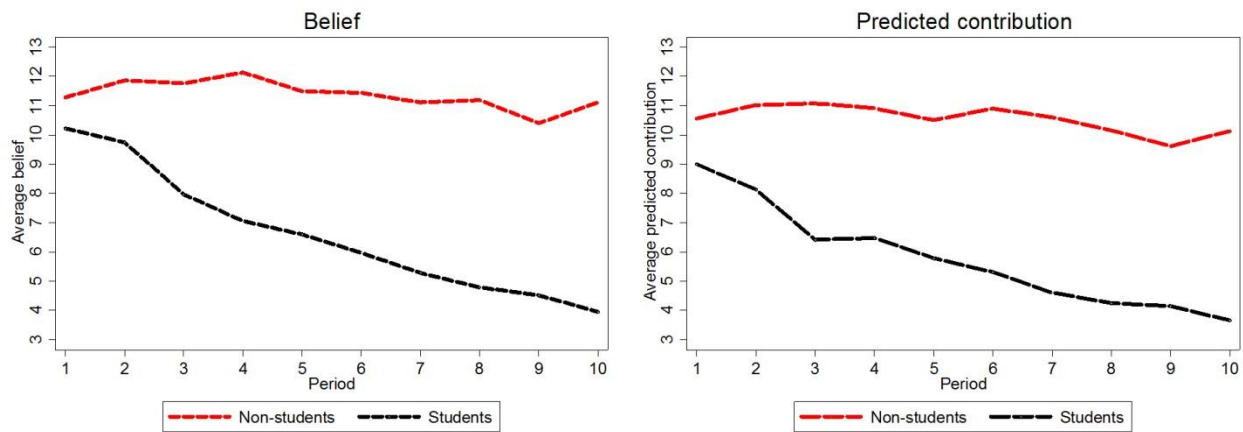 Belief
Average belief
13
12
11
10
9
8
7
6
5
4
3
1 2 3 4 5 6 7 8 9 10
Period
Non-students Students
Predicted contribution
Average predicted contribution
13
12
11
10
9
8
7
6
5
4
3
1 2 3 4 5 6 7 8 9 10
Period
Non-students Students